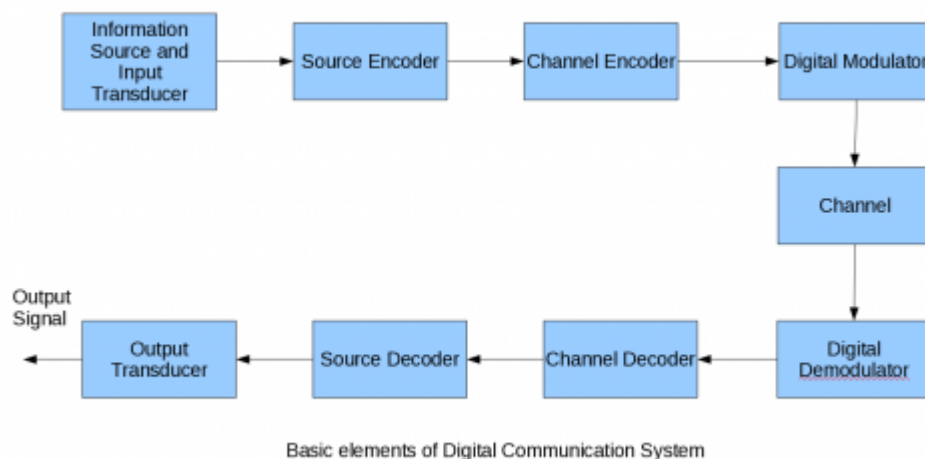 Information
Source and
Input
Transducer
Source Encoder
Channel Encoder
Digital Modulator
Channel
Output
Signal
Output
Transducer
Source Decoder
Channel Decoder
Digital
Demodulator
Basic elements of Digital Communication System